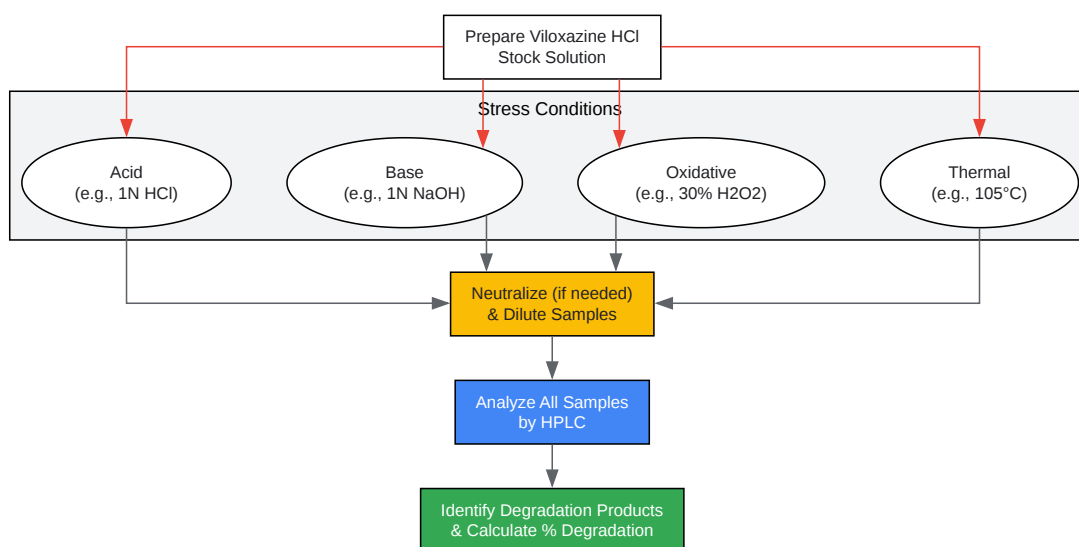 Prepare Viloxazine HCl
Stock Solution
Stress Conditions
Acid
(e.g., 1N HCl)
Base
(e.g., 1N NaOH)
Oxidative
(e.g., 30% H2O2)
Thermal
(e.g., 105°C)
Neutralize (if needed)
& Dilute Samples
Analyze All Samples
by HPLC
Identify Degradation Products
& Calculate % Degradation